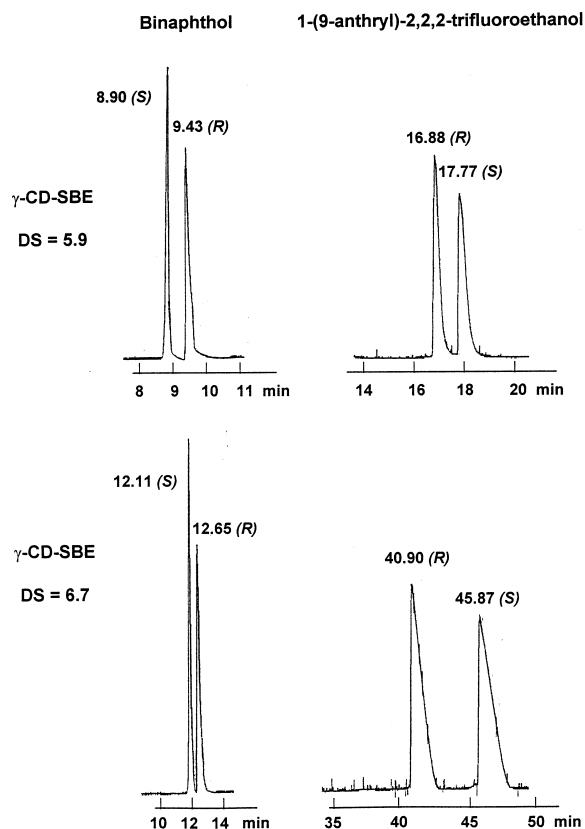 Binaphthol
1-(9-anthryl)-2,2,2-trifluoroethanol
γ-CD-SBE
DS = 5.9
8.90 (S)
9.43 (R)
8 9 10 11 min
16.88 (R)
17.77 (S)
14 16 18 20 min
γ-CD-SBE
DS = 6.7
12.11 (S)
12.65 (R)
10 12 14 min
40.90 (R)
45.87 (S)
35 40 45 50 min